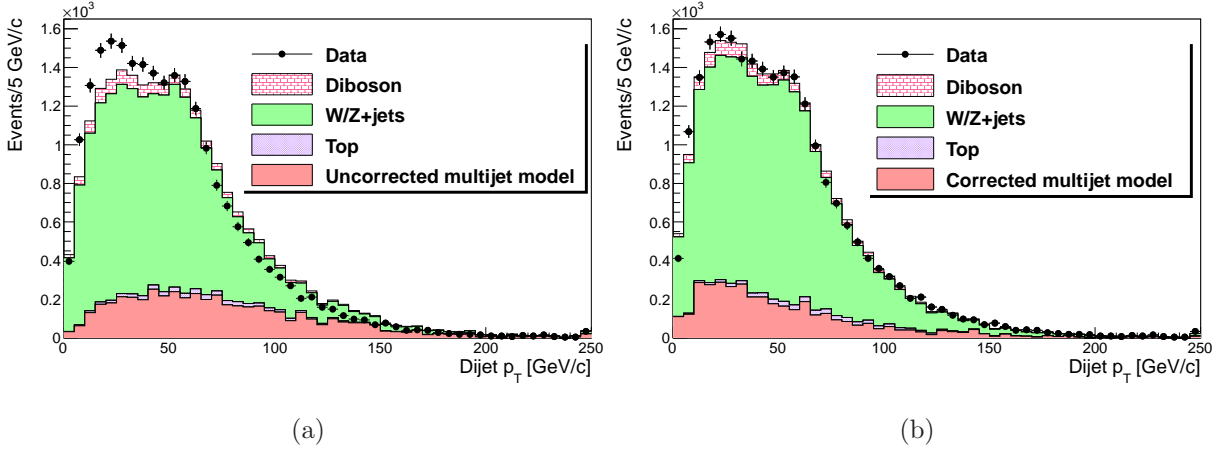 ×10³
Events/5 GeV/c
1.6
1.4
1.2
1
0.8
0.6
0.4
0.2
0
Data
Diboson
W/Z+jets
Top
Uncorrected multijet model
0 50 100 150 200 250
Dijet p_T [GeV/c]
(a)
×10³
Events/5 GeV/c
1.6
1.4
1.2
1
0.8
0.6
0.4
0.2
0
Data
Diboson
W/Z+jets
Top
Corrected multijet model
0 50 100 150 200 250
Dijet p_T [GeV/c]
(b)